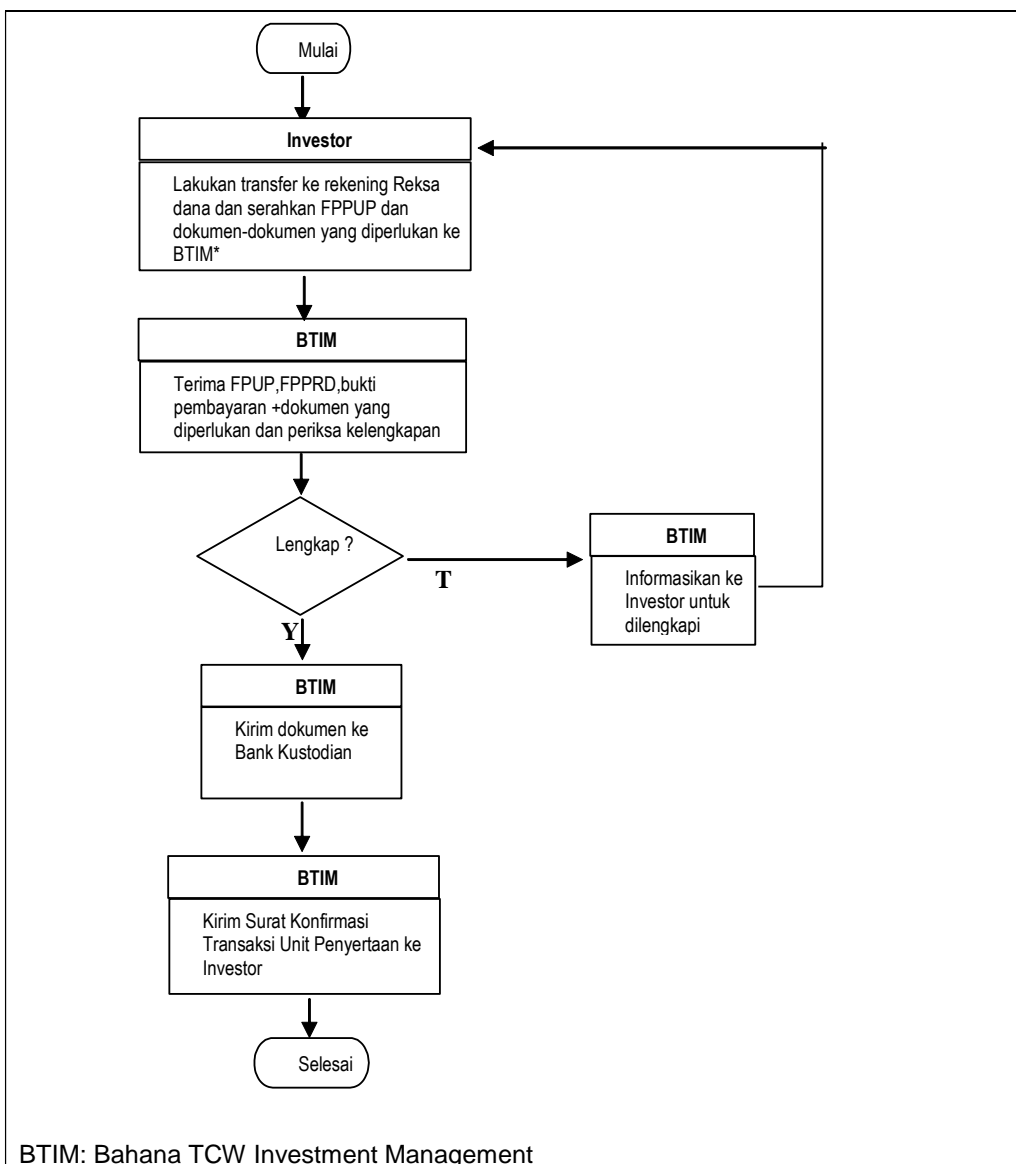 Mulai
Investor
Lakukan transfer ke rekening Reksa
dana dan serahkan FPPUP dan
dokumen-dokumen yang diperlukan ke
BTIM*
BTIM
Terima FPUP,FPPRD,bukti
pembayaran +dokumen yang
diperlukan dan periksa kelengkapan
Lengkap ?
T
BTIM
Informasikan ke
Investor untuk
dilengkapi
Y
BTIM
Kirim dokumen ke
Bank Kustodian
BTIM
Kirim Surat Konfirmasi
Transaksi Unit Penyertaan ke
Investor
Selesai
BTIM: Bahana TCW Investment Management